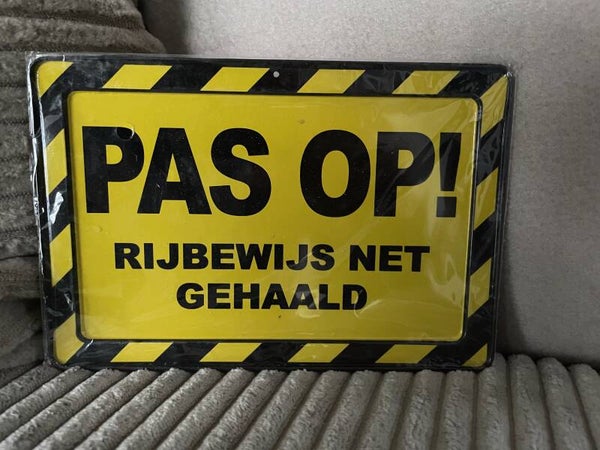 PAS OP!
RIJBEWIJS NET
GEHAALD